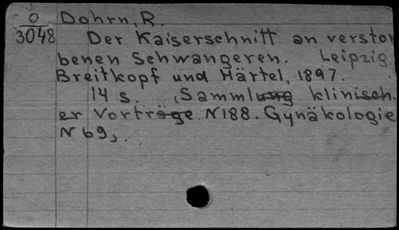 O Dohrn, R.
3048 Der Kaiserschnitt an verstor
benen Schwangeren. Leipzig
Breitkopf und Härtel, 1897.
14 s. (Sammlung klinisch.
er Vorträge. N188. Gynäkologie
N 69).